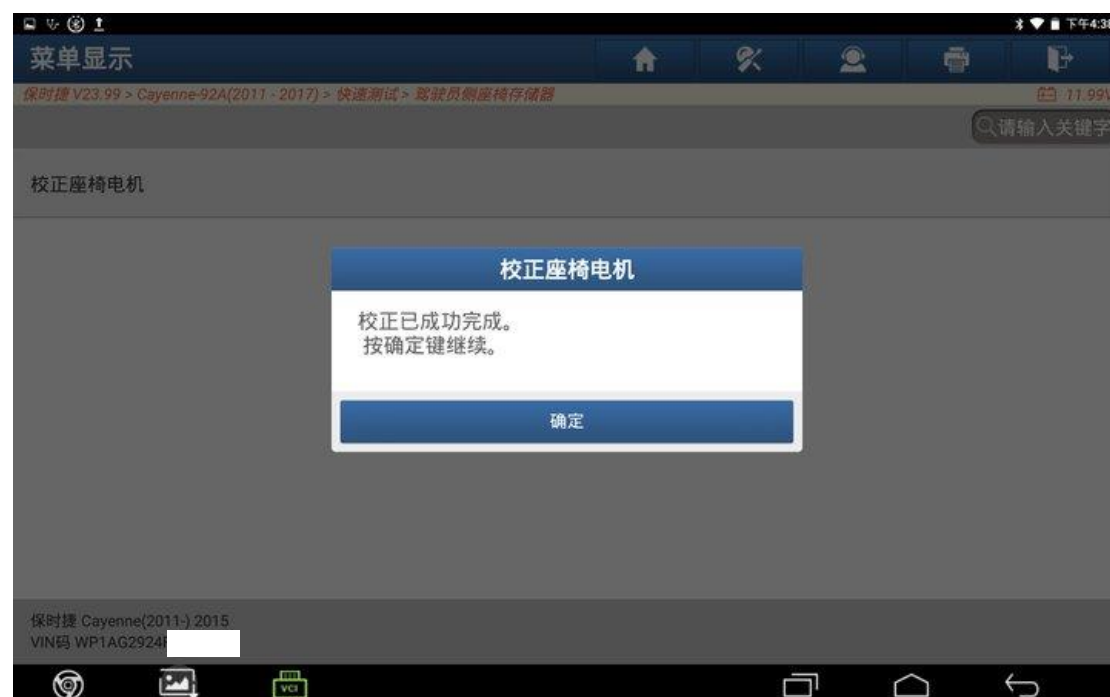 下午4:38
菜单显示
保时捷 V23.99 > Cayenne-92A(2011 - 2017) > 快速测试 > 驾驶员侧座椅存储器
11.99V
请输入关键字
校正座椅电机
校正座椅电机
校正已成功完成。
按确定键继续。
确定
保时捷 Cayenne(2011-) 2015
VIN码 WP1AG2924
VCI